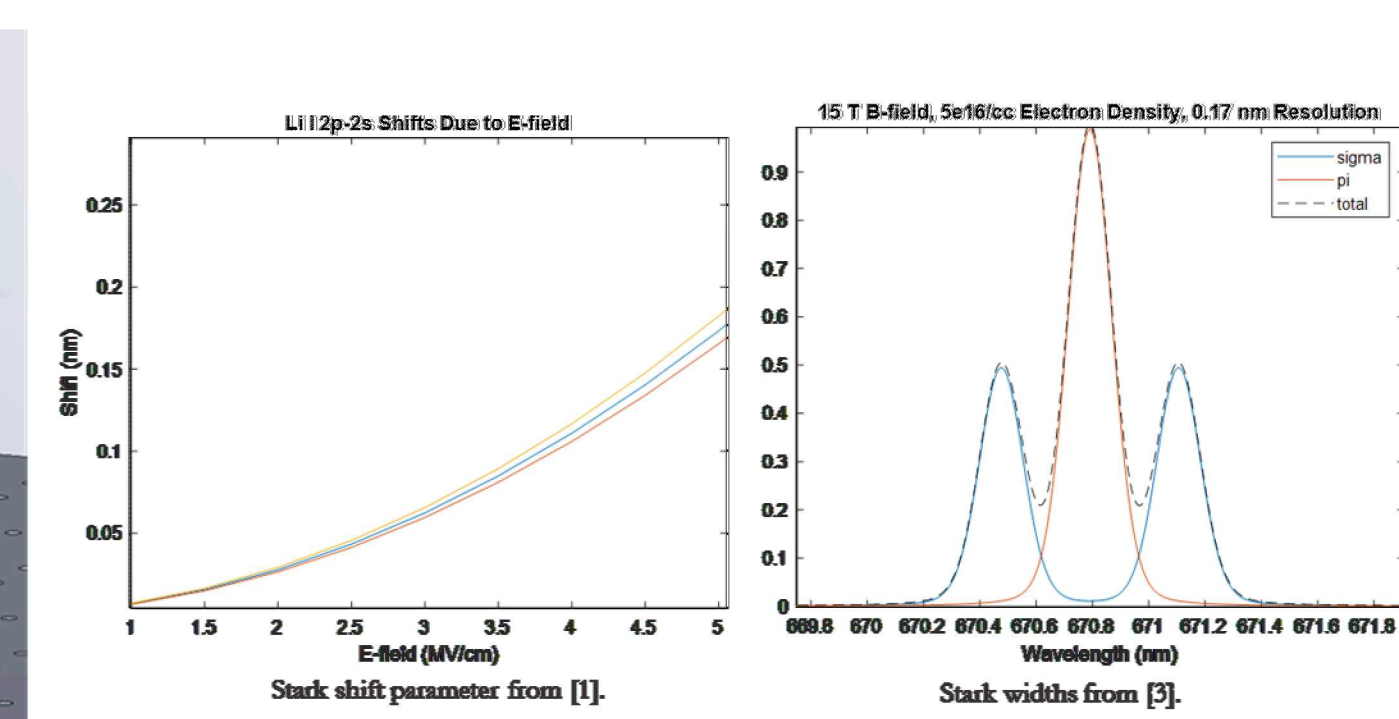 Li I 2p-2s Shifts Due to E-field
0.25
0.2
0.15
0.1
0.05
Shift (nm)
1 1.5 2 2.5 3 3.5 4 4.5 5
E-field (MV/cm)
Stark shift parameter from [1].
15 T B-field, 5e16/cc Electron Density, 0.17 nm Resolution
sigma
pi
total
0.9
0.8
0.7
0.6
0.5
0.4
0.3
0.2
0.1
0
669.8 670 670.2 670.4 670.6 670.8 671 671.2 671.4 671.6 671.8
Wavelength (nm)
Stark widths from [3].